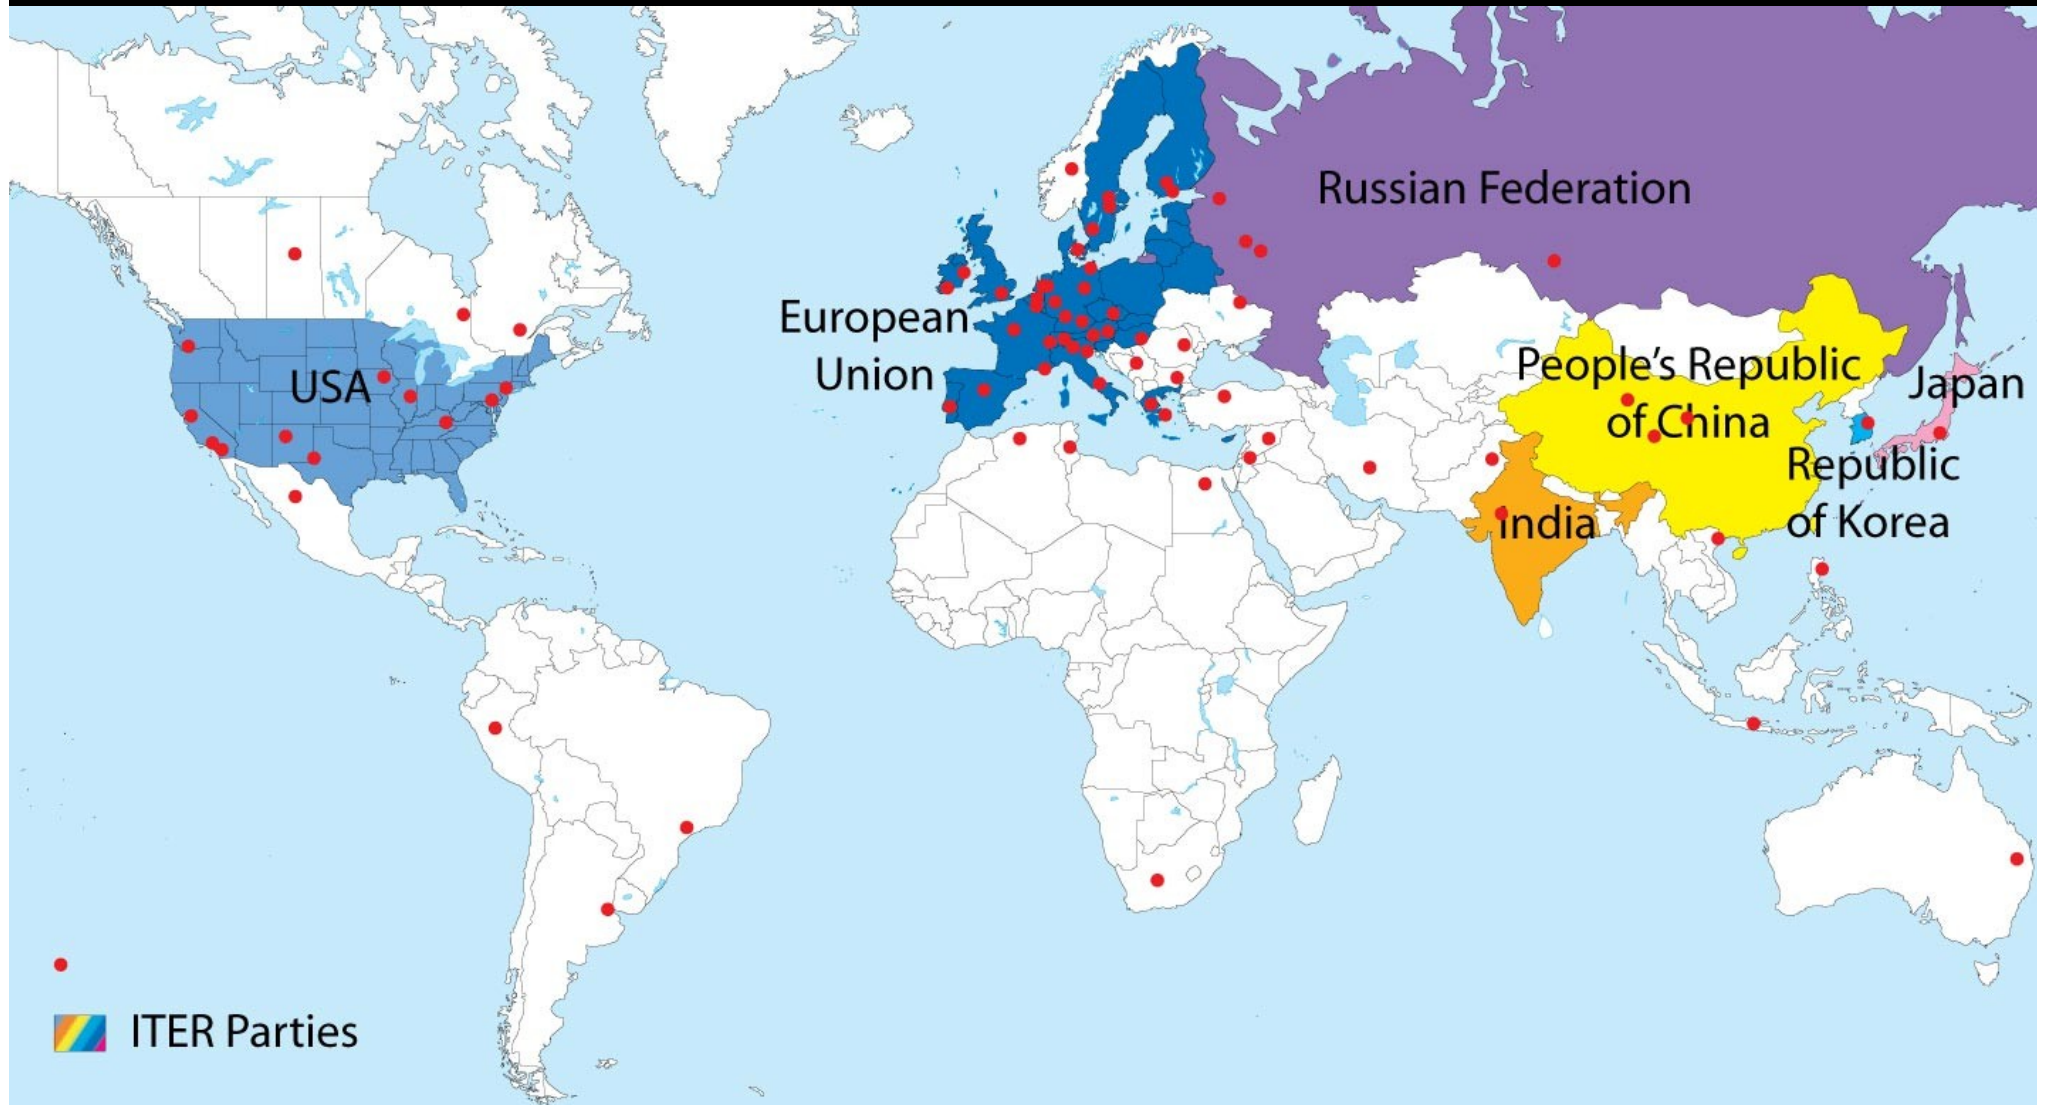 Russian Federation
European
Union
USA
People's Republic
of China
Japan
Republic
of Korea
India
ITER Parties